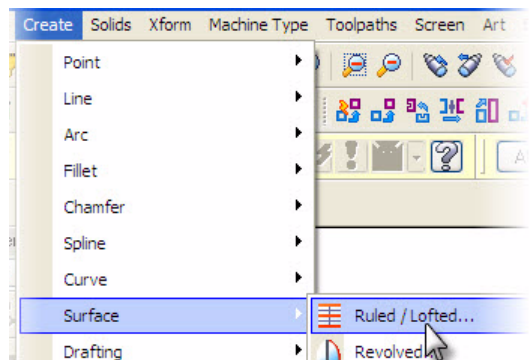 Create Solids Xform Machine Type Toolpaths Screen Art
Point
Line
Arc
Fillet
Chamfer
Spline
Curve
Surface
Ruled / Lofted...
Drafting
Revolved